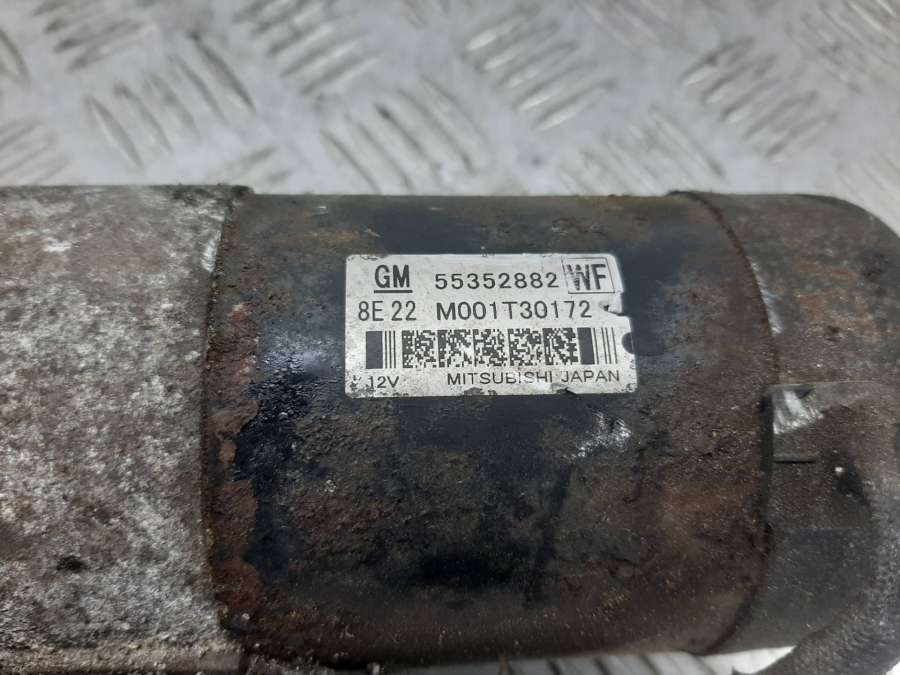 GM 55352882 WF
8E 22 M001T30172
12V MITSUBISHI JAPAN